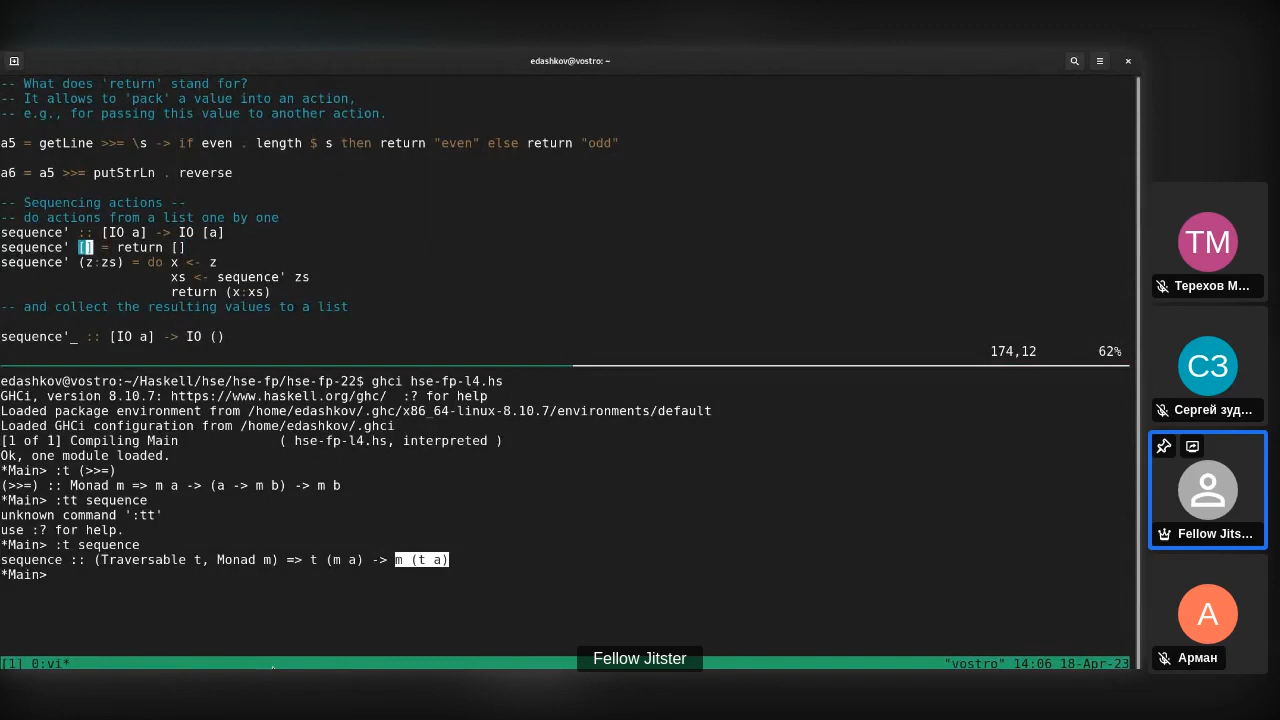 edashkov@vostro: ~
-- What does 'return' stand for?
-- It allows to 'pack' a value into an action,
-- e.g., for passing this value to another action.
a5 = getLine >>= \s -> if even . length $ s then return "even" else return "odd"
a6 = a5 >>= putStrLn . reverse
-- Sequencing actions --
-- do actions from a list one by one
sequence' :: [IO a] -> IO [a]
sequence' [] = return []
sequence' (z:zs) = do x <- z
xs <- sequence' zs
return (x:xs)
-- and collect the resulting values to a list
sequence'_ :: [IO a] -> IO ()
174,12 62%
edashkov@vostro:~/Haskell/hse/hse-fp/hse-fp-22$ ghci hse-fp-l4.hs
GHCi, version 8.10.7: https://www.haskell.org/ghc/  :? for help
Loaded package environment from /home/edashkov/.ghc/x86_64-linux-8.10.7/environments/default
Loaded GHCi configuration from /home/edashkov/.ghci
[1 of 1] Compiling Main             ( hse-fp-l4.hs, interpreted )
Ok, one module loaded.
*Main> :t (>>=)
(>>=) :: Monad m => m a -> (a -> m b) -> m b
*Main> :tt sequence
unknown command ':tt'
use :? for help.
*Main> :t sequence
sequence :: (Traversable t, Monad m) => t (m a) -> m (t a)
*Main>
[1] 0:vi*
"vostro" 14:06 18-Apr-23
Fellow Jitster
TM
Терехов М...
СЗ
Сергей зуд...
Fellow Jits...
А
Арман